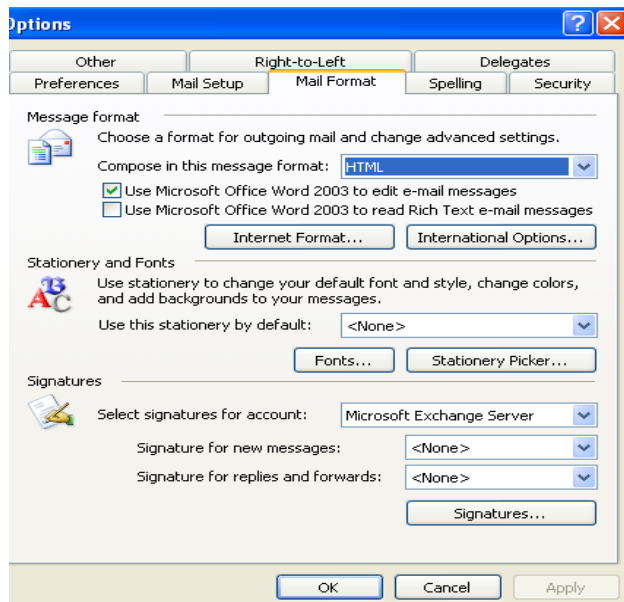 Options
Other Right-to-Left Delegates
Preferences Mail Setup Mail Format Spelling Security
Message format
Choose a format for outgoing mail and change advanced settings.
Compose in this message format: HTML
Use Microsoft Office Word 2003 to edit e-mail messages
Use Microsoft Office Word 2003 to read Rich Text e-mail messages
Internet Format... International Options...
Stationery and Fonts
Use stationery to change your default font and style, change colors,
and add backgrounds to your messages.
Use this stationery by default: <None>
Fonts... Stationery Picker...
Signatures
Select signatures for account: Microsoft Exchange Server
Signature for new messages: <None>
Signature for replies and forwards: <None>
Signatures...
OK Cancel Apply